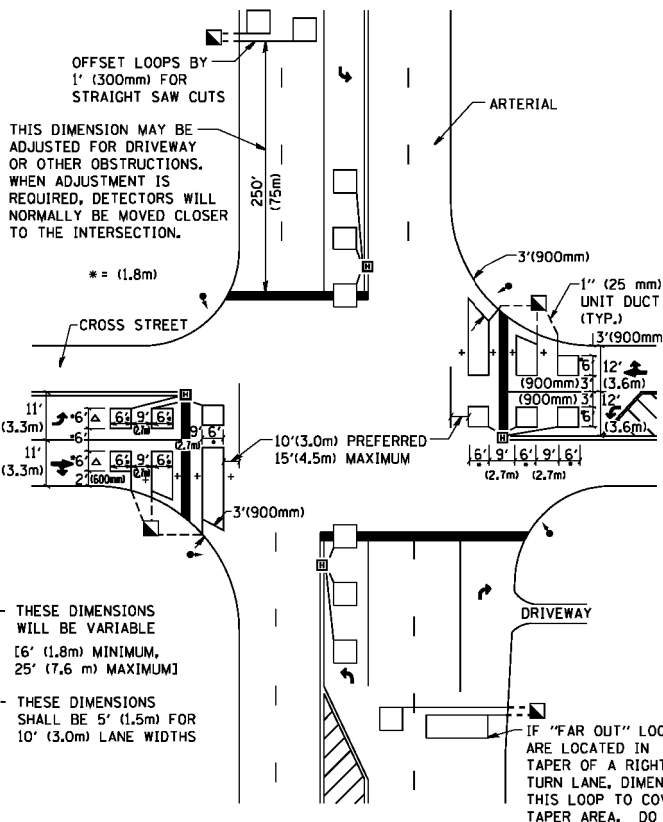 OFFSET LOOPS BY
1' (300mm) FOR
STRAIGHT SAW CUTS
THIS DIMENSION MAY BE
ADJUSTED FOR DRIVEWAY
OR OTHER OBSTRUCTIONS.
WHEN ADJUSTMENT IS
REQUIRED, DETECTORS WILL
NORMALLY BE MOVED CLOSER
TO THE INTERSECTION.
* = (1.8m)
250'
(75m)
ARTERIAL
H
3'(900mm)
1" (25 mm)
UNIT DUCT
(TYP.)
3'(900mm
CROSS STREET
+ + + +
6'
12'
(3.6m)
(900mm) 3'
(900mm) 3'
12'
(3.6m)
H
6' 9' 6' 9' 6'
* * *
(2.7m) (2.7m)
H
11'
(3.3m)
*6'
6' 9' 6'
(2.7m)
*6'
9' 6'
(2.7m)
11'
(3.3m)
*6'
6' 9' 6'
(2.7m)
2' (600mm)
+ + +
10'(3.0m) PREFERRED
15'(4.5m) MAXIMUM
3'(900mm)
H
DRIVEWAY
- THESE DIMENSIONS
WILL BE VARIABLE
[6' (1.8m) MINIMUM,
25' (7.6 m) MAXIMUM]
- THESE DIMENSIONS
SHALL BE 5' (1.5m) FOR
10' (3.0m) LANE WIDTHS
IF "FAR OUT" LOO
ARE LOCATED IN
TAPER OF A RIGHT
TURN LANE, DIMEN
THIS LOOP TO COV
TAPER AREA. DO